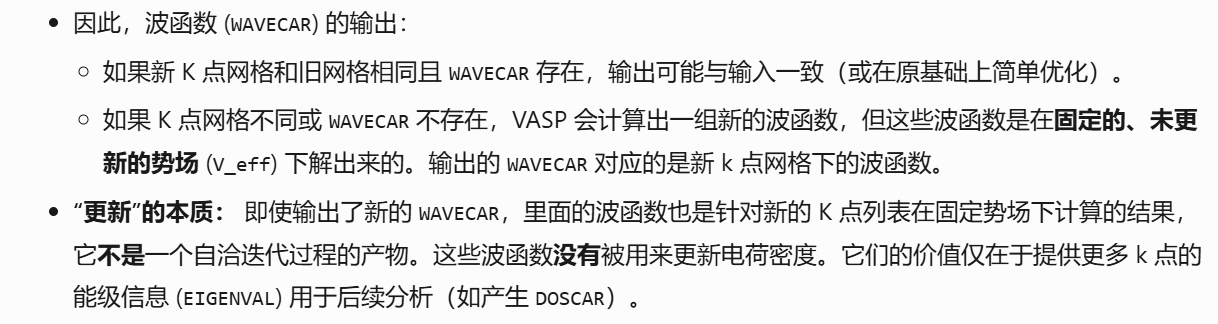 • 因此，波函数 (WAVECAR) 的输出：
◦ 如果新 K 点网格和旧网格相同且 WAVECAR 存在，输出可能与输入一致（或在原基础上简单优化）。
◦ 如果 K 点网格不同或 WAVECAR 不存在，VASP 会计算出一组新的波函数，但这些波函数是在固定的、未更
新的势场 (V_eff) 下解出来的。输出的 WAVECAR 对应的是新 k 点网格下的波函数。
• “更新”的本质： 即使输出了新的 WAVECAR，里面的波函数也是针对新的 K 点列表在固定势场下计算的结果，
它不是一个自洽迭代过程的产物。这些波函数没有被用来更新电荷密度。它们的价值仅在于提供更多 k 点的
能级信息 (EIGENVAL) 用于后续分析（如产生 DOSCAR）。